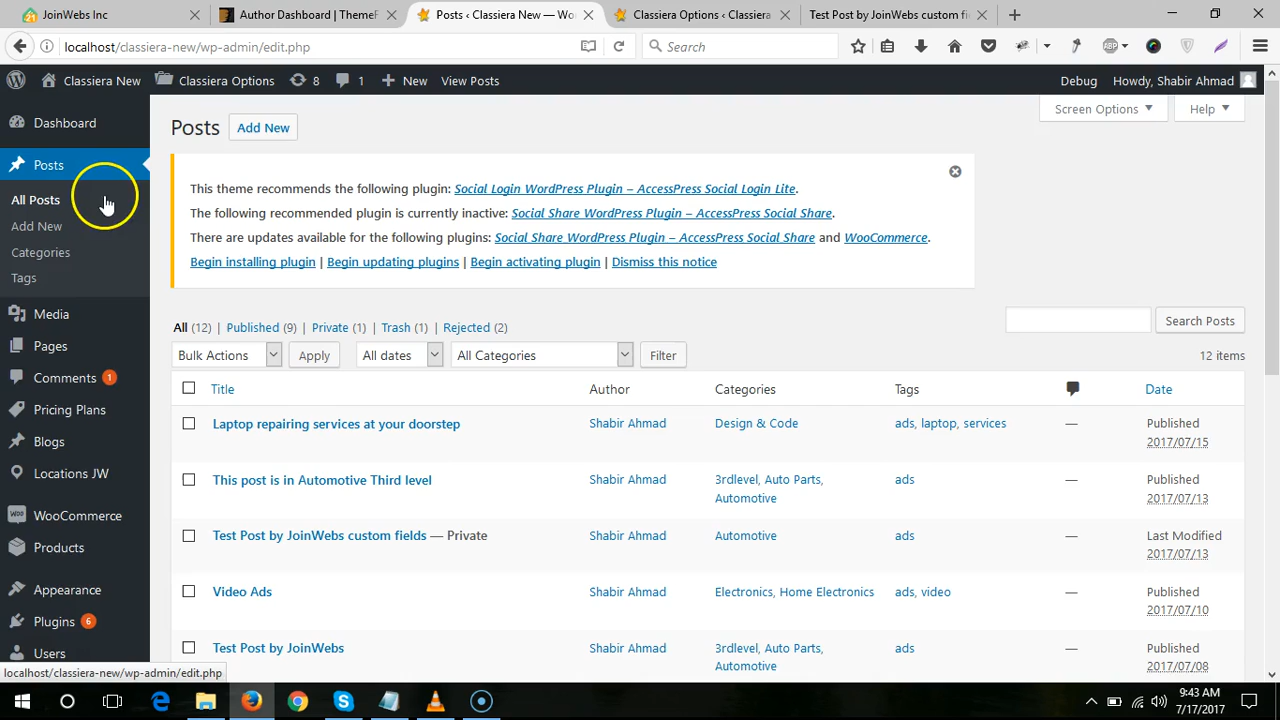 JoinWebs Inc
Author Dashboard | ThemeF
Posts ‹ Classiera New — Wo
Classiera Options ‹ Classiera
Test Post by JoinWebs custom fi
localhost/classiera-new/wp-admin/edit.php
Search
ABP
Classiera New
Classiera Options
8
1
New
View Posts
Debug
Howdy, Shabir Ahmad
Dashboard
Posts
All Posts
Add New
Categories
Tags
Media
Pages
Comments 1
Pricing Plans
Blogs
Locations JW
WooCommerce
Products
Appearance
Plugins 6
Users
Screen Options
Help
Posts
Add New
This theme recommends the following plugin: Social Login WordPress Plugin – AccessPress Social Login Lite.
The following recommended plugin is currently inactive: Social Share WordPress Plugin – AccessPress Social Share.
There are updates available for the following plugins: Social Share WordPress Plugin – AccessPress Social Share and WooCommerce.
Begin installing plugin | Begin updating plugins | Begin activating plugin | Dismiss this notice
All (12) | Published (9) | Private (1) | Trash (1) | Rejected (2)
Search Posts
Bulk Actions
Apply
All dates
All Categories
Filter
12 items
Title
Author
Categories
Tags
Date
Laptop repairing services at your doorstep
Shabir Ahmad
Design & Code
ads, laptop, services
—
Published
2017/07/15
This post is in Automotive Third level
Shabir Ahmad
3rdlevel, Auto Parts,
Automotive
ads
—
Published
2017/07/13
Test Post by JoinWebs custom fields — Private
Shabir Ahmad
Automotive
ads
—
Last Modified
2017/07/13
Video Ads
Shabir Ahmad
Electronics, Home Electronics
ads, video
—
Published
2017/07/10
Test Post by JoinWebs
Shabir Ahmad
3rdlevel, Auto Parts,
Automotive
ads
—
Published
2017/07/08
localhost/classiera-new/wp-admin/edit.php
9:43 AM
7/17/2017